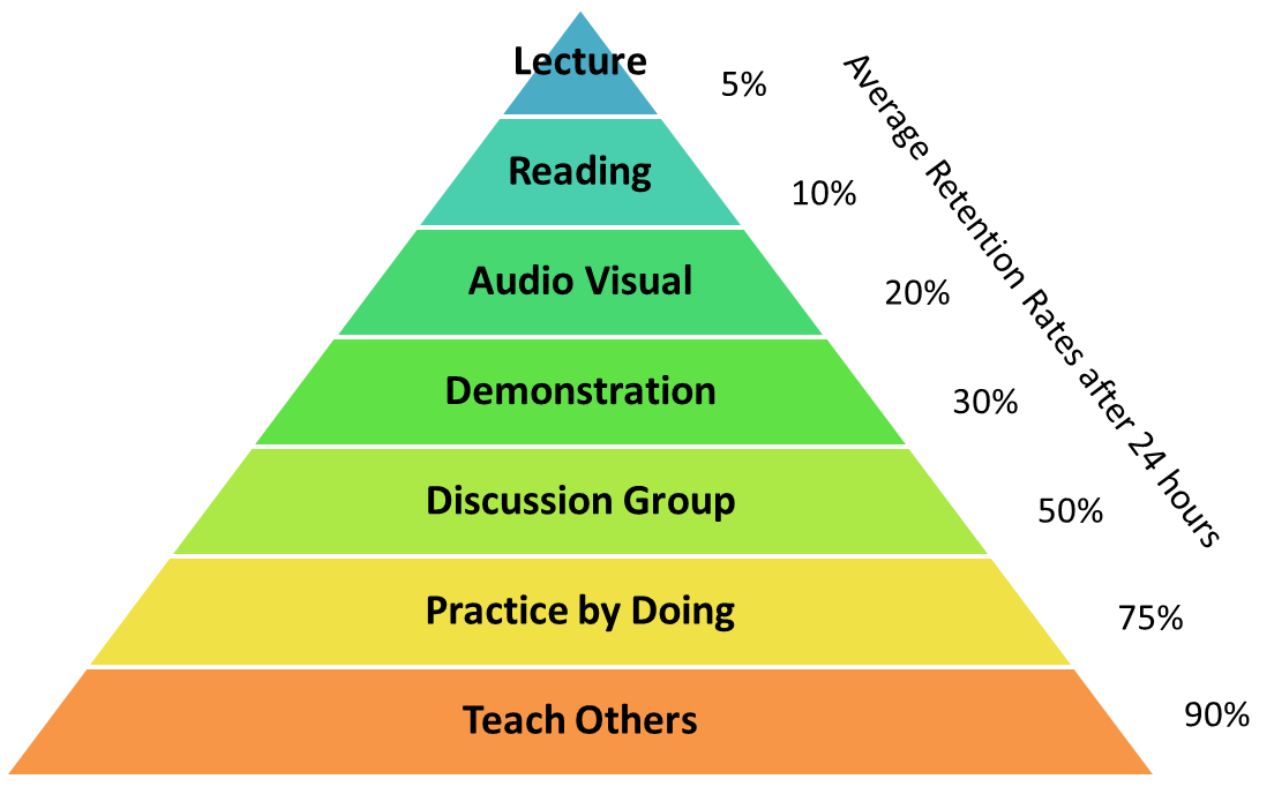 Lecture
5%
Reading
10%
Audio Visual
20%
Demonstration
30%
Discussion Group
50%
Practice by Doing
75%
Teach Others
90%
Average Retention Rates after 24 hours